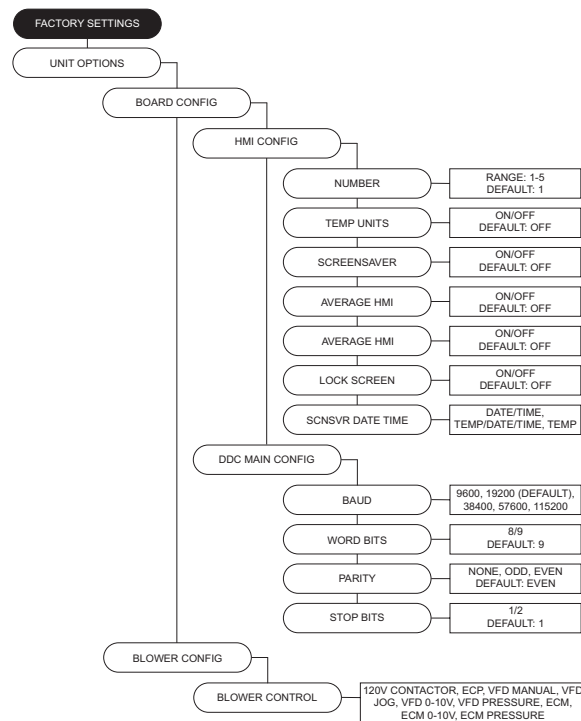 FACTORY SETTINGS
UNIT OPTIONS
BOARD CONFIG
HMI CONFIG
NUMBER
RANGE: 1-5
DEFAULT: 1
TEMP UNITS
ON/OFF
DEFAULT: OFF
SCREENSAVER
ON/OFF
DEFAULT: OFF
AVERAGE HMI
ON/OFF
DEFAULT: OFF
AVERAGE HMI
ON/OFF
DEFAULT: OFF
LOCK SCREEN
ON/OFF
DEFAULT: OFF
SCNSVR DATE TIME
DATE/TIME,
TEMP/DATE/TIME, TEMP
DDC MAIN CONFIG
BAUD
9600, 19200 (DEFAULT),
38400, 57600, 115200
WORD BITS
8/9
DEFAULT: 9
PARITY
NONE, ODD, EVEN
DEFAULT: EVEN
STOP BITS
1/2
DEFAULT: 1
BLOWER CONFIG
BLOWER CONTROL
120V CONTACTOR, ECP, VFD MANUAL, VFD
JOG, VFD 0-10V, VFD PRESSURE, ECM,
ECM 0-10V, ECM PRESSURE